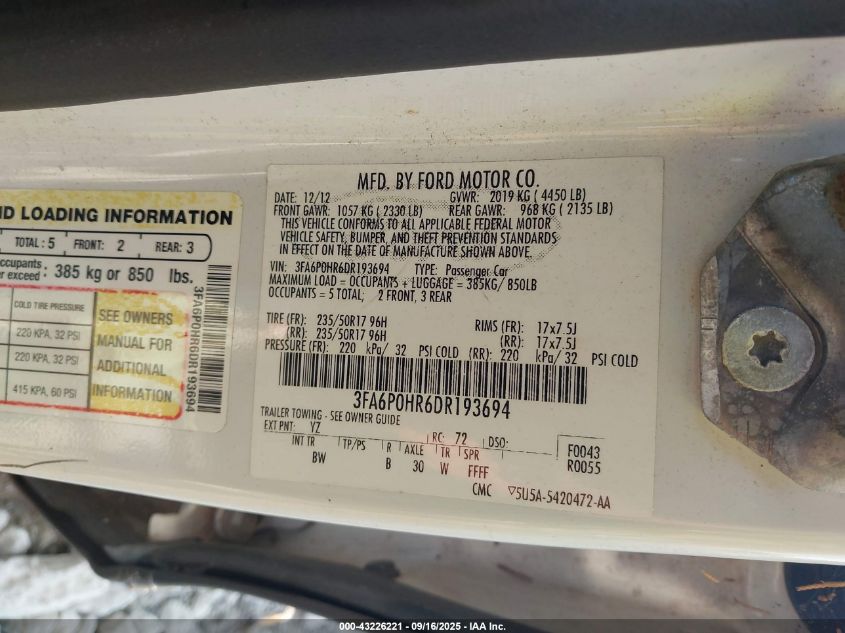 ND LOADING INFORMATION
TOTAL: 5 FRONT: 2 REAR: 3
ccupants
er exceed : 385 kg or 850 lbs.
COLD TIRE PRESSURE
220 KPA, 32 PSI
220 KPA, 32 PSI
415 KPA, 60 PSI
SEE OWNERS
MANUAL FOR
ADDITIONAL
INFORMATION
3FA6P0HR6DR193694
MFD. BY FORD MOTOR CO.
DATE: 12/12 GVWR: 2019 KG ( 4450 LB)
FRONT GAWR: 1057 KG ( 2330 LB) REAR GAWR: 968 KG ( 2135 LB)
THIS VEHICLE CONFORMS TO ALL APPLICABLE FEDERAL MOTOR
VEHICLE SAFETY, BUMPER, AND THEFT PREVENTION STANDARDS
IN EFFECT ON THE DATE OF MANUFACTURE SHOWN ABOVE.
VIN: 3FA6P0HR6DR193694 TYPE: Passenger Car
MAXIMUM LOAD = OCCUPANTS + LUGGAGE = 385KG/ 850LB
OCCUPANTS = 5 TOTAL; 2 FRONT, 3 REAR
TIRE (FR): 235/50R17 96H RIMS (FR): 17x7.5J
(RR): 235/50R17 96H (RR): 17x7.5J
PRESSURE (FR): 220 kPa/ 32 PSI COLD (RR): 220 kPa/ 32 PSI COLD
3FA6P0HR6DR193694
TRAILER TOWING - SEE OWNER GUIDE
EXT PNT: YZ RC: 72 DSO:
INT TR TP/PS R AXLE TR SPR
BW B 30 W FFFF
F0043
R0055
CMC ▽5U5A-5420472-AA
000-43226221 - 09/16/2025 - IAA Inc.